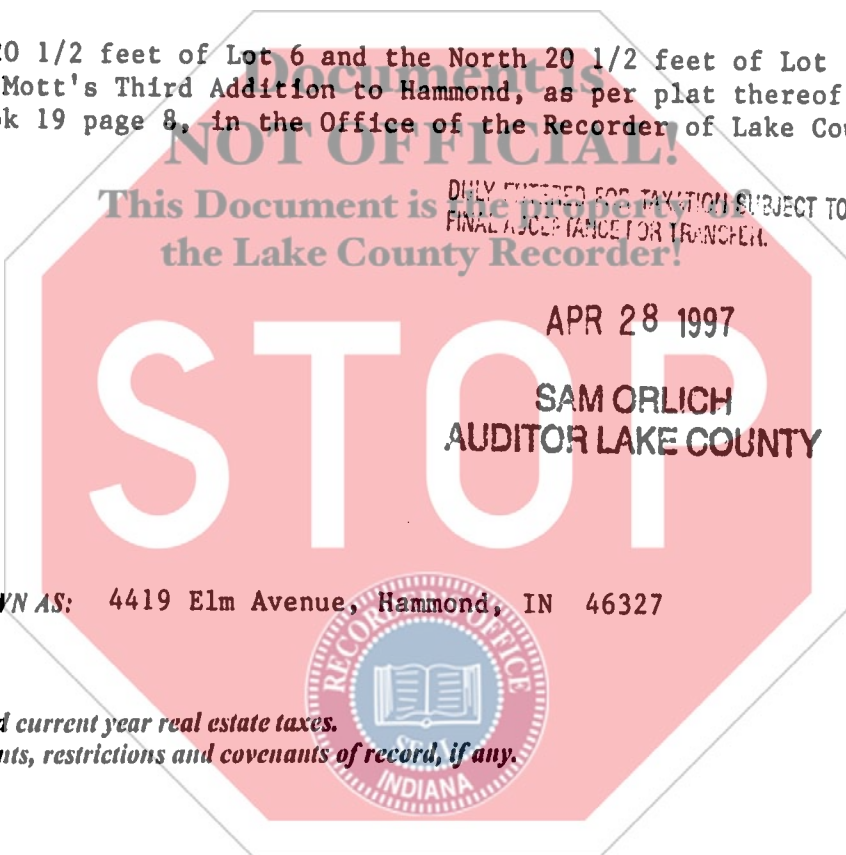 20 1/2 feet of Lot 6 and the North 20 1/2 feet of Lot
Mott's Third Addition to Hammond, as per plat thereof
ok 19 page 8, in the Office of the Recorder of Lake Cou
Document is
NOT OFFICIAL!
This Document is the property of
the Lake County Recorder!
DULY ENTERED FOR TAXATION SUBJECT TO
FINAL ACCEPTANCE FOR TRANSFER.
APR 28 1997
SAM ORLICH
AUDITOR LAKE COUNTY
STOP
WN AS: 4419 Elm Avenue, Hammond, IN 46327
RECORDER'S OFFICE
SEAL
INDIANA
d current year real estate taxes.
nts, restrictions and covenants of record, if any.